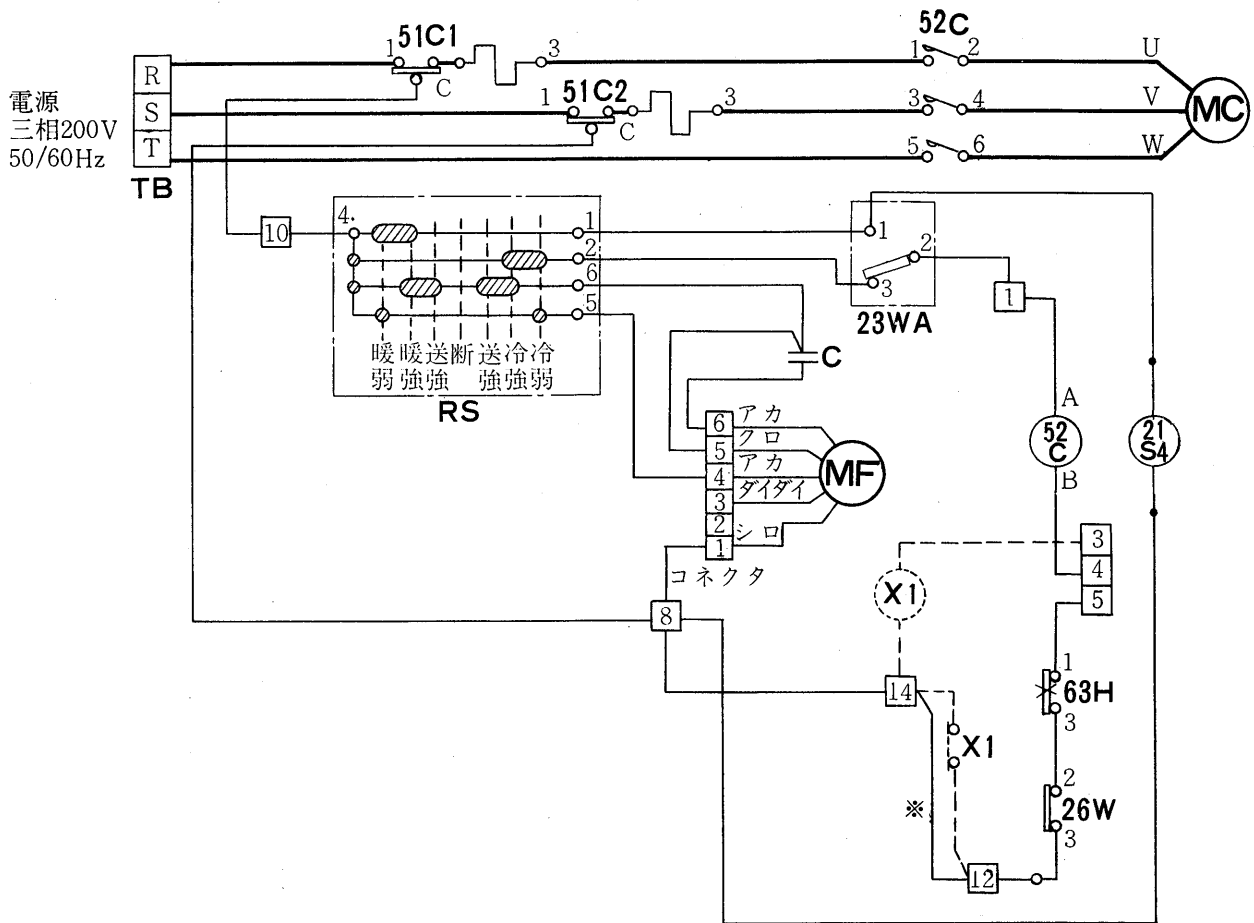 51C1
52C
1
3
1
2
U
R
C
電源
三相200V
50/60Hz
S
1
51C2
3
3
4
V
MC
C
T
5
6
W
TB
10
4.
1
2
6
5
1
2
3
1
23WA
暖弱
暖強
送強
断
送強
冷強
冷弱
RS
C
A
52C
21S4
B
6 アカ
5 クロ
4 アカ
3 ダイダイ
2
1 シロ
MF
コネクタ
3
4
5
X1
8
14
1
63H
3
X1
2
26W
3
※
12